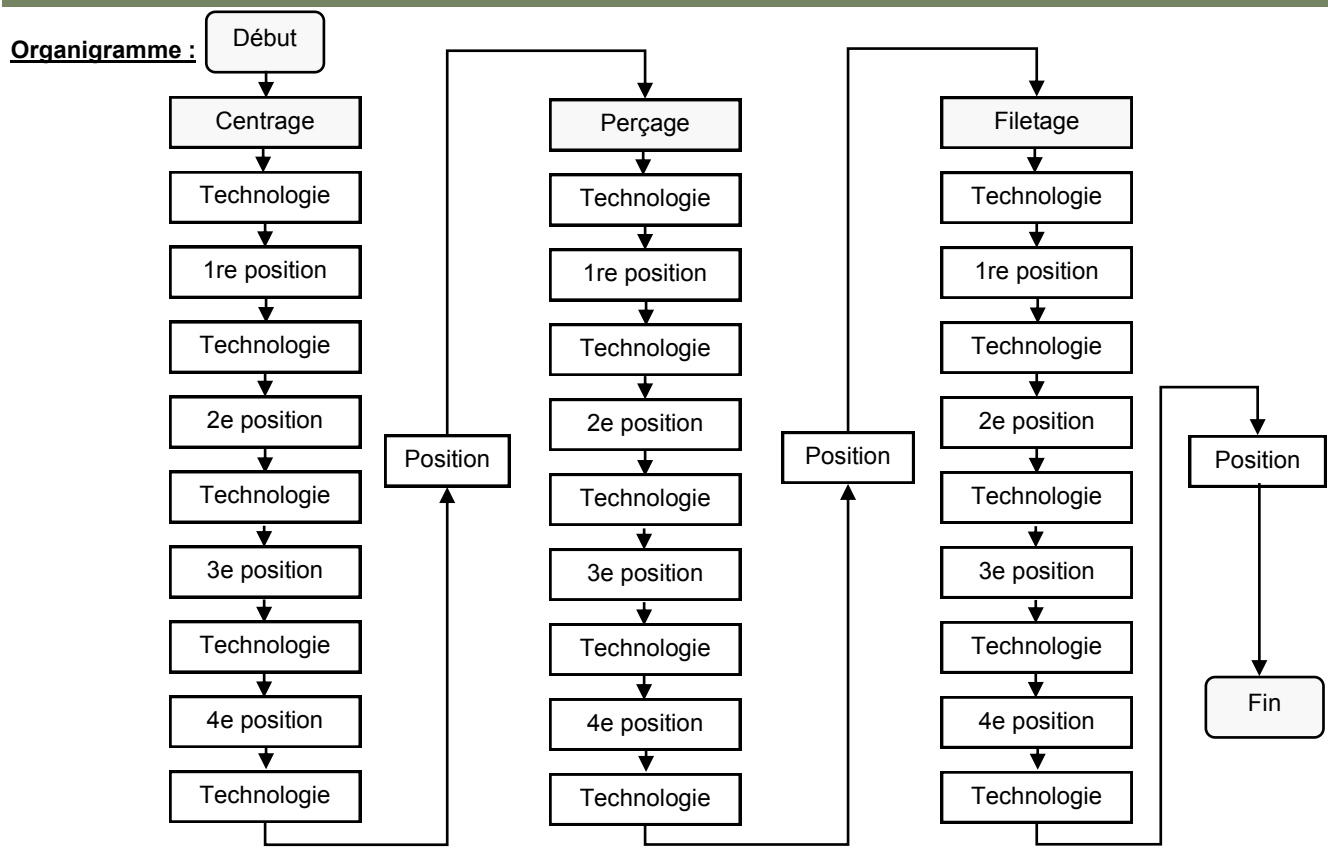 Organigramme :
Début
Centrage
Technologie
1re position
Technologie
2e position
Technologie
3e position
Technologie
4e position
Technologie
Position
Perçage
Technologie
1re position
Technologie
2e position
Technologie
3e position
Technologie
4e position
Technologie
Position
Filetage
Technologie
1re position
Technologie
2e position
Technologie
3e position
Technologie
4e position
Technologie
Position
Fin